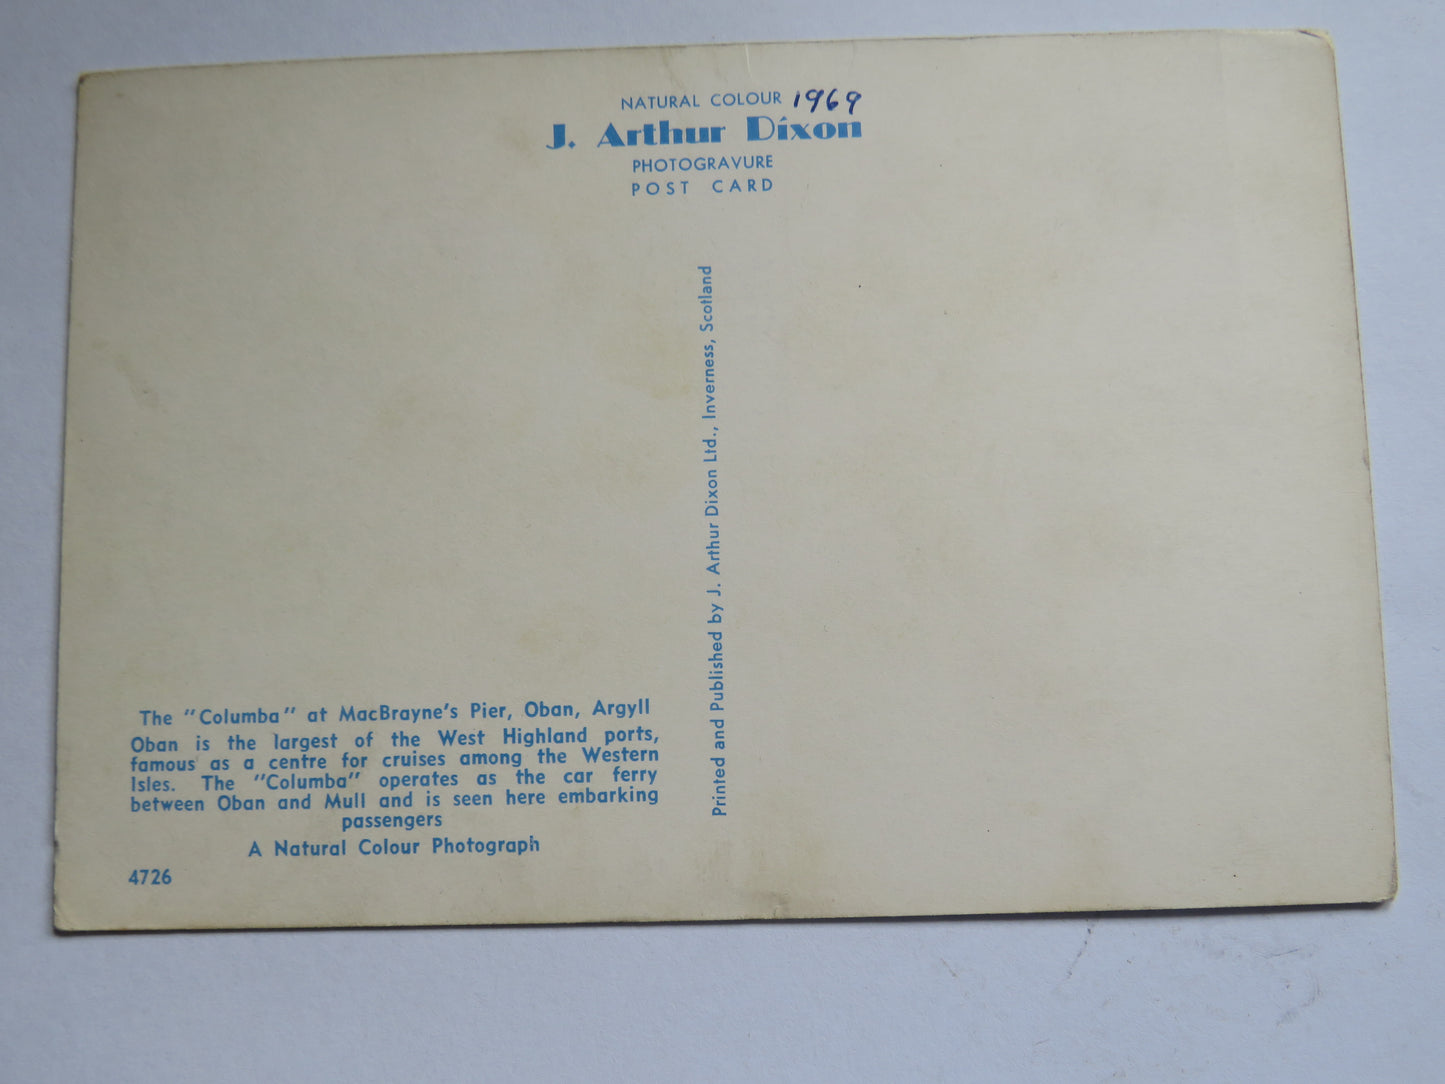 NATURAL COLOUR 1969
J. Arthur Dixon
PHOTOGRAVURE
POST CARD
Printed and Published by J. Arthur Dixon Ltd., Inverness, Scotland
The "Columba" at MacBrayne's Pier, Oban, Argyll
Oban is the largest of the West Highland ports,
famous as a centre for cruises among the Western
Isles. The "Columba" operates as the car ferry
between Oban and Mull and is seen here embarking
passengers
A Natural Colour Photograph
4726